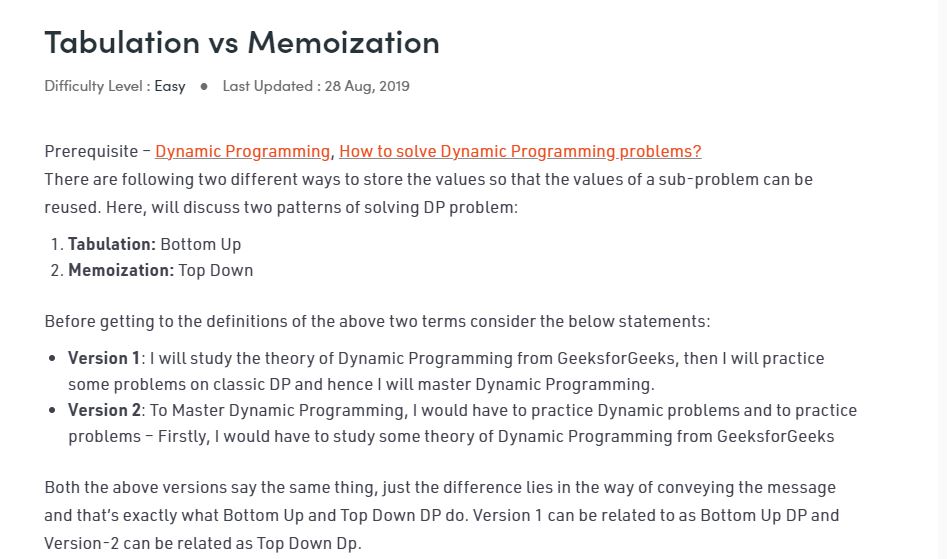 Tabulation vs Memoization
Difficulty Level : Easy ● Last Updated : 28 Aug, 2019
Prerequisite – Dynamic Programming, How to solve Dynamic Programming problems?
There are following two different ways to store the values so that the values of a sub-problem can be
reused. Here, will discuss two patterns of solving DP problem:
1. Tabulation: Bottom Up
2. Memoization: Top Down
Before getting to the definitions of the above two terms consider the below statements:
• Version 1: I will study the theory of Dynamic Programming from GeeksforGeeks, then I will practice
some problems on classic DP and hence I will master Dynamic Programming.
• Version 2: To Master Dynamic Programming, I would have to practice Dynamic problems and to practice
problems – Firstly, I would have to study some theory of Dynamic Programming from GeeksforGeeks
Both the above versions say the same thing, just the difference lies in the way of conveying the message
and that's exactly what Bottom Up and Top Down DP do. Version 1 can be related to as Bottom Up DP and
Version-2 can be related as Top Down Dp.